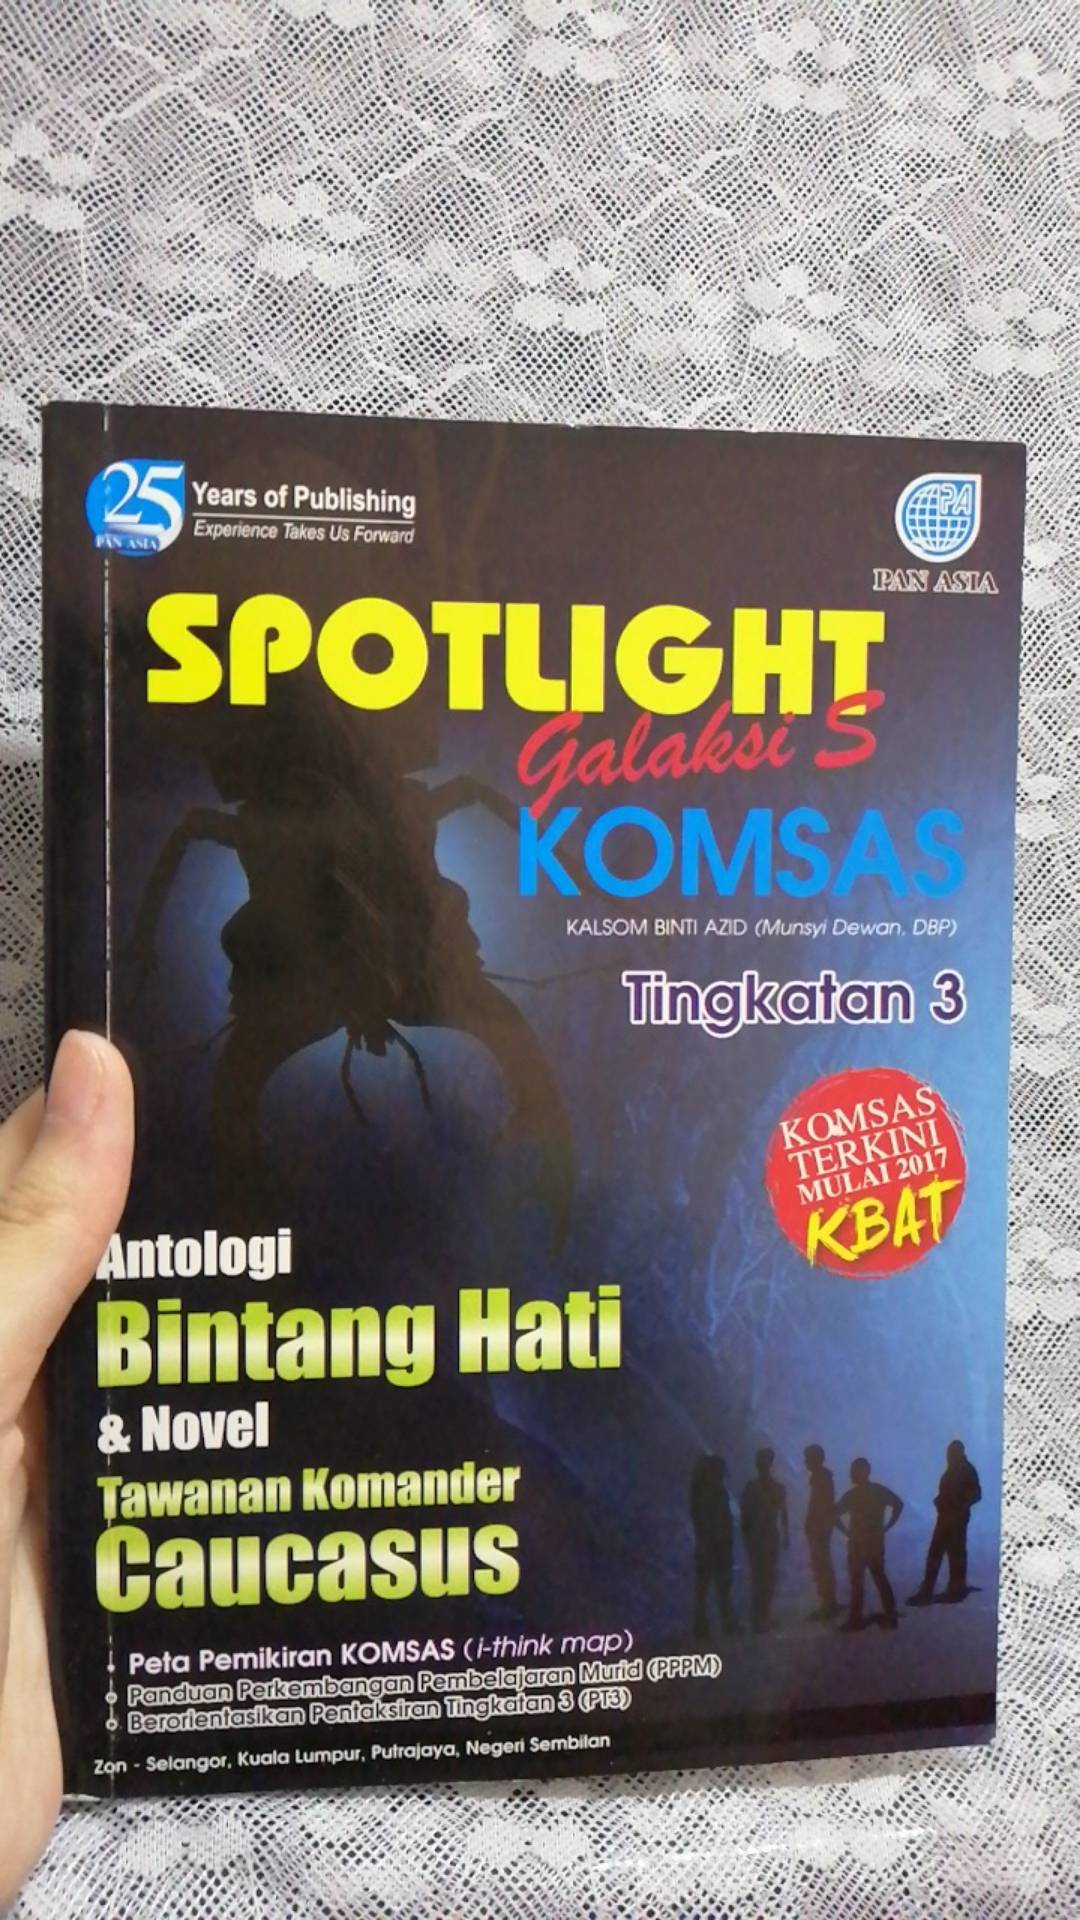 25
PAN ASIA
Years of Publishing
Experience Takes Us Forward
PA
PAN ASIA
SPOTLIGHT
Galaksi S
KOMSAS
KALSOM BINTI AZID (Munsyi Dewan, DBP)
Tingkatan 3
KOMSAS
TERKINI
MULAI 2017
KBAT
Antologi
Bintang Hati
& Novel
Tawanan Komander
Caucasus
Peta Pemikiran KOMSAS (i-think map)
Panduan Perkembangan Pembelajaran Murid (PPPM)
Berorientasikan Pentaksiran Tingkatan 3 (PT3)
Zon - Selangor, Kuala Lumpur, Putrajaya, Negeri Sembilan